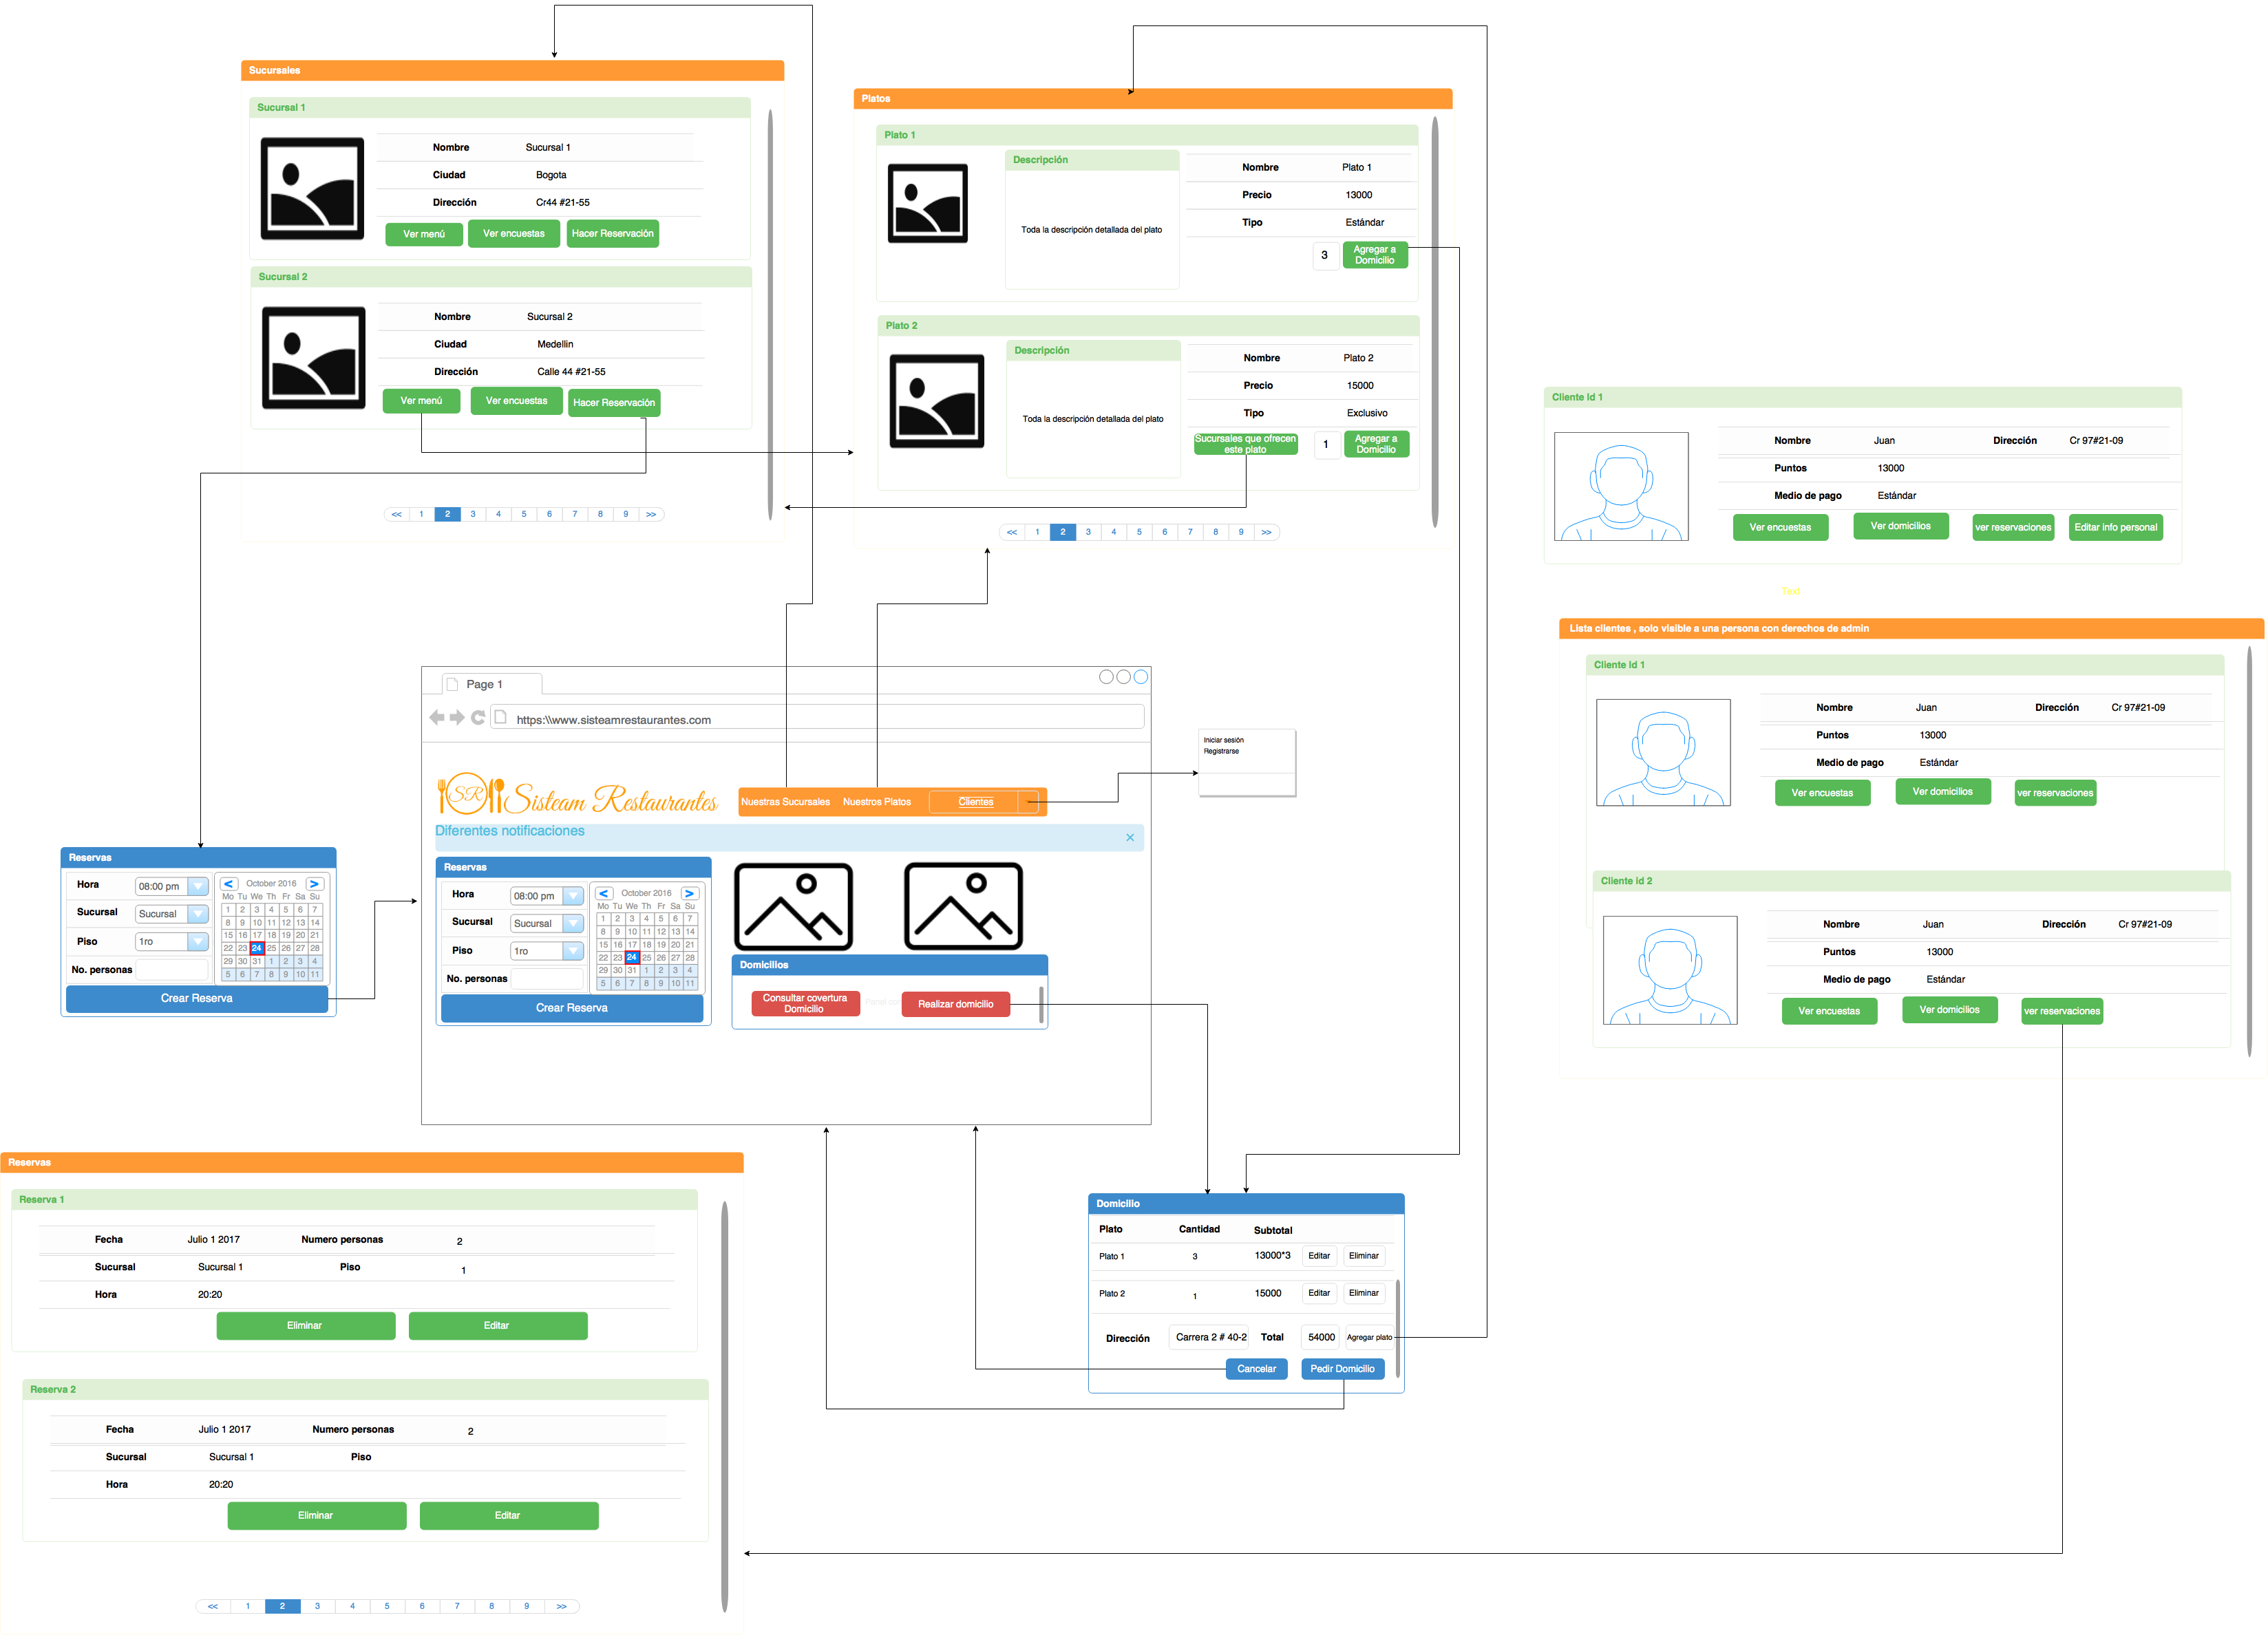 Sucursales
Sucursal 1
Nombre Sucursal 1
Ciudad Bogota
Dirección Cr44 #21-55
Ver menú Ver encuestas Hacer Reservación
Sucursal 2
Nombre Sucursal 2
Ciudad Medellin
Dirección Calle 44 #21-55
Ver menú Ver encuestas Hacer Reservación
<< 1 2 3 4 5 6 7 8 9 >>
Platos
Plato 1
Descripción
Toda la descripción detallada del plato
Nombre Plato 1
Precio 13000
Tipo Estándar
3 Agregar a
Domicilio
Plato 2
Descripción
Toda la descripción detallada del plato
Nombre Plato 2
Precio 15000
Tipo Exclusivo
Sucursales que ofrecen
este plato
1 Agregar a
Domicilio
<< 1 2 3 4 5 6 7 8 9 >>
Cliente Id 1
Nombre Juan Dirección Cr 97#21-09
Puntos 13000
Medio de pago Estándar
Ver encuestas Ver domicilios ver reservaciones Editar info personal
Text
Lista clientes , solo visible a una persona con derechos de admin
Cliente Id 1
Nombre Juan Dirección Cr 97#21-09
Puntos 13000
Medio de pago Estándar
Ver encuestas Ver domicilios ver reservaciones
Cliente Id 2
Nombre Juan Dirección Cr 97#21-09
Puntos 13000
Medio de pago Estándar
Ver encuestas Ver domicilios ver reservaciones
Page 1
https:\\www.sisteamrestaurantes.com
SR Sisteam Restaurantes
Nuestras Sucursales Nuestros Platos Clientes
Iniciar sesión
Registrarse
Diferentes notificaciones ×
Reservas
Hora 08:00 pm
Sucursal Sucursal
Piso 1ro
No. personas
< October 2016 >
Mo Tu We Th Fr Sa Su
1 2 3 4 5 6 7
8 9 10 11 12 13 14
15 16 17 18 19 20 21
22 23 24 25 26 27 28
29 30 31 1 2 3 4
5 6 7 8 9 10 11
Crear Reserva
Domicilios
Consultar covertura
Domicilio
Realizar domicilio
Reservas
Hora 08:00 pm
Sucursal Sucursal
Piso 1ro
No. personas
< October 2016 >
Mo Tu We Th Fr Sa Su
1 2 3 4 5 6 7
8 9 10 11 12 13 14
15 16 17 18 19 20 21
22 23 24 25 26 27 28
29 30 31 1 2 3 4
5 6 7 8 9 10 11
Crear Reserva
Reservas
Reserva 1
Fecha Julio 1 2017 Numero personas 2
Sucursal Sucursal 1 Piso 1
Hora 20:20
Eliminar Editar
Reserva 2
Fecha Julio 1 2017 Numero personas 2
Sucursal Sucursal 1 Piso
Hora 20:20
Eliminar Editar
<< 1 2 3 4 5 6 7 8 9 >>
Domicilio
Plato Cantidad Subtotal
Plato 1 3 13000*3 Editar Eliminar
Plato 2 1 15000 Editar Eliminar
Dirección Carrera 2 # 40-2 Total 54000 Agregar plato
Cancelar Pedir Domicilio